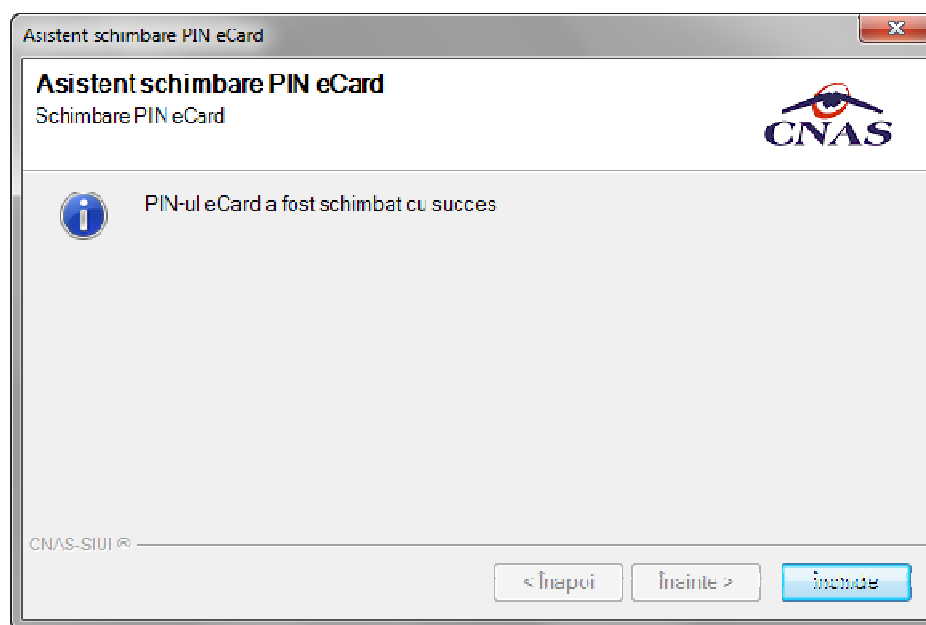 Asistent schimbare PIN eCard
Asistent schimbare PIN eCard
Schimbare PIN eCard
CNAS
PIN-ul eCard a fost schimbat cu succes
CNAS-SIUI ®
< Înapoi
Înainte >
Închide